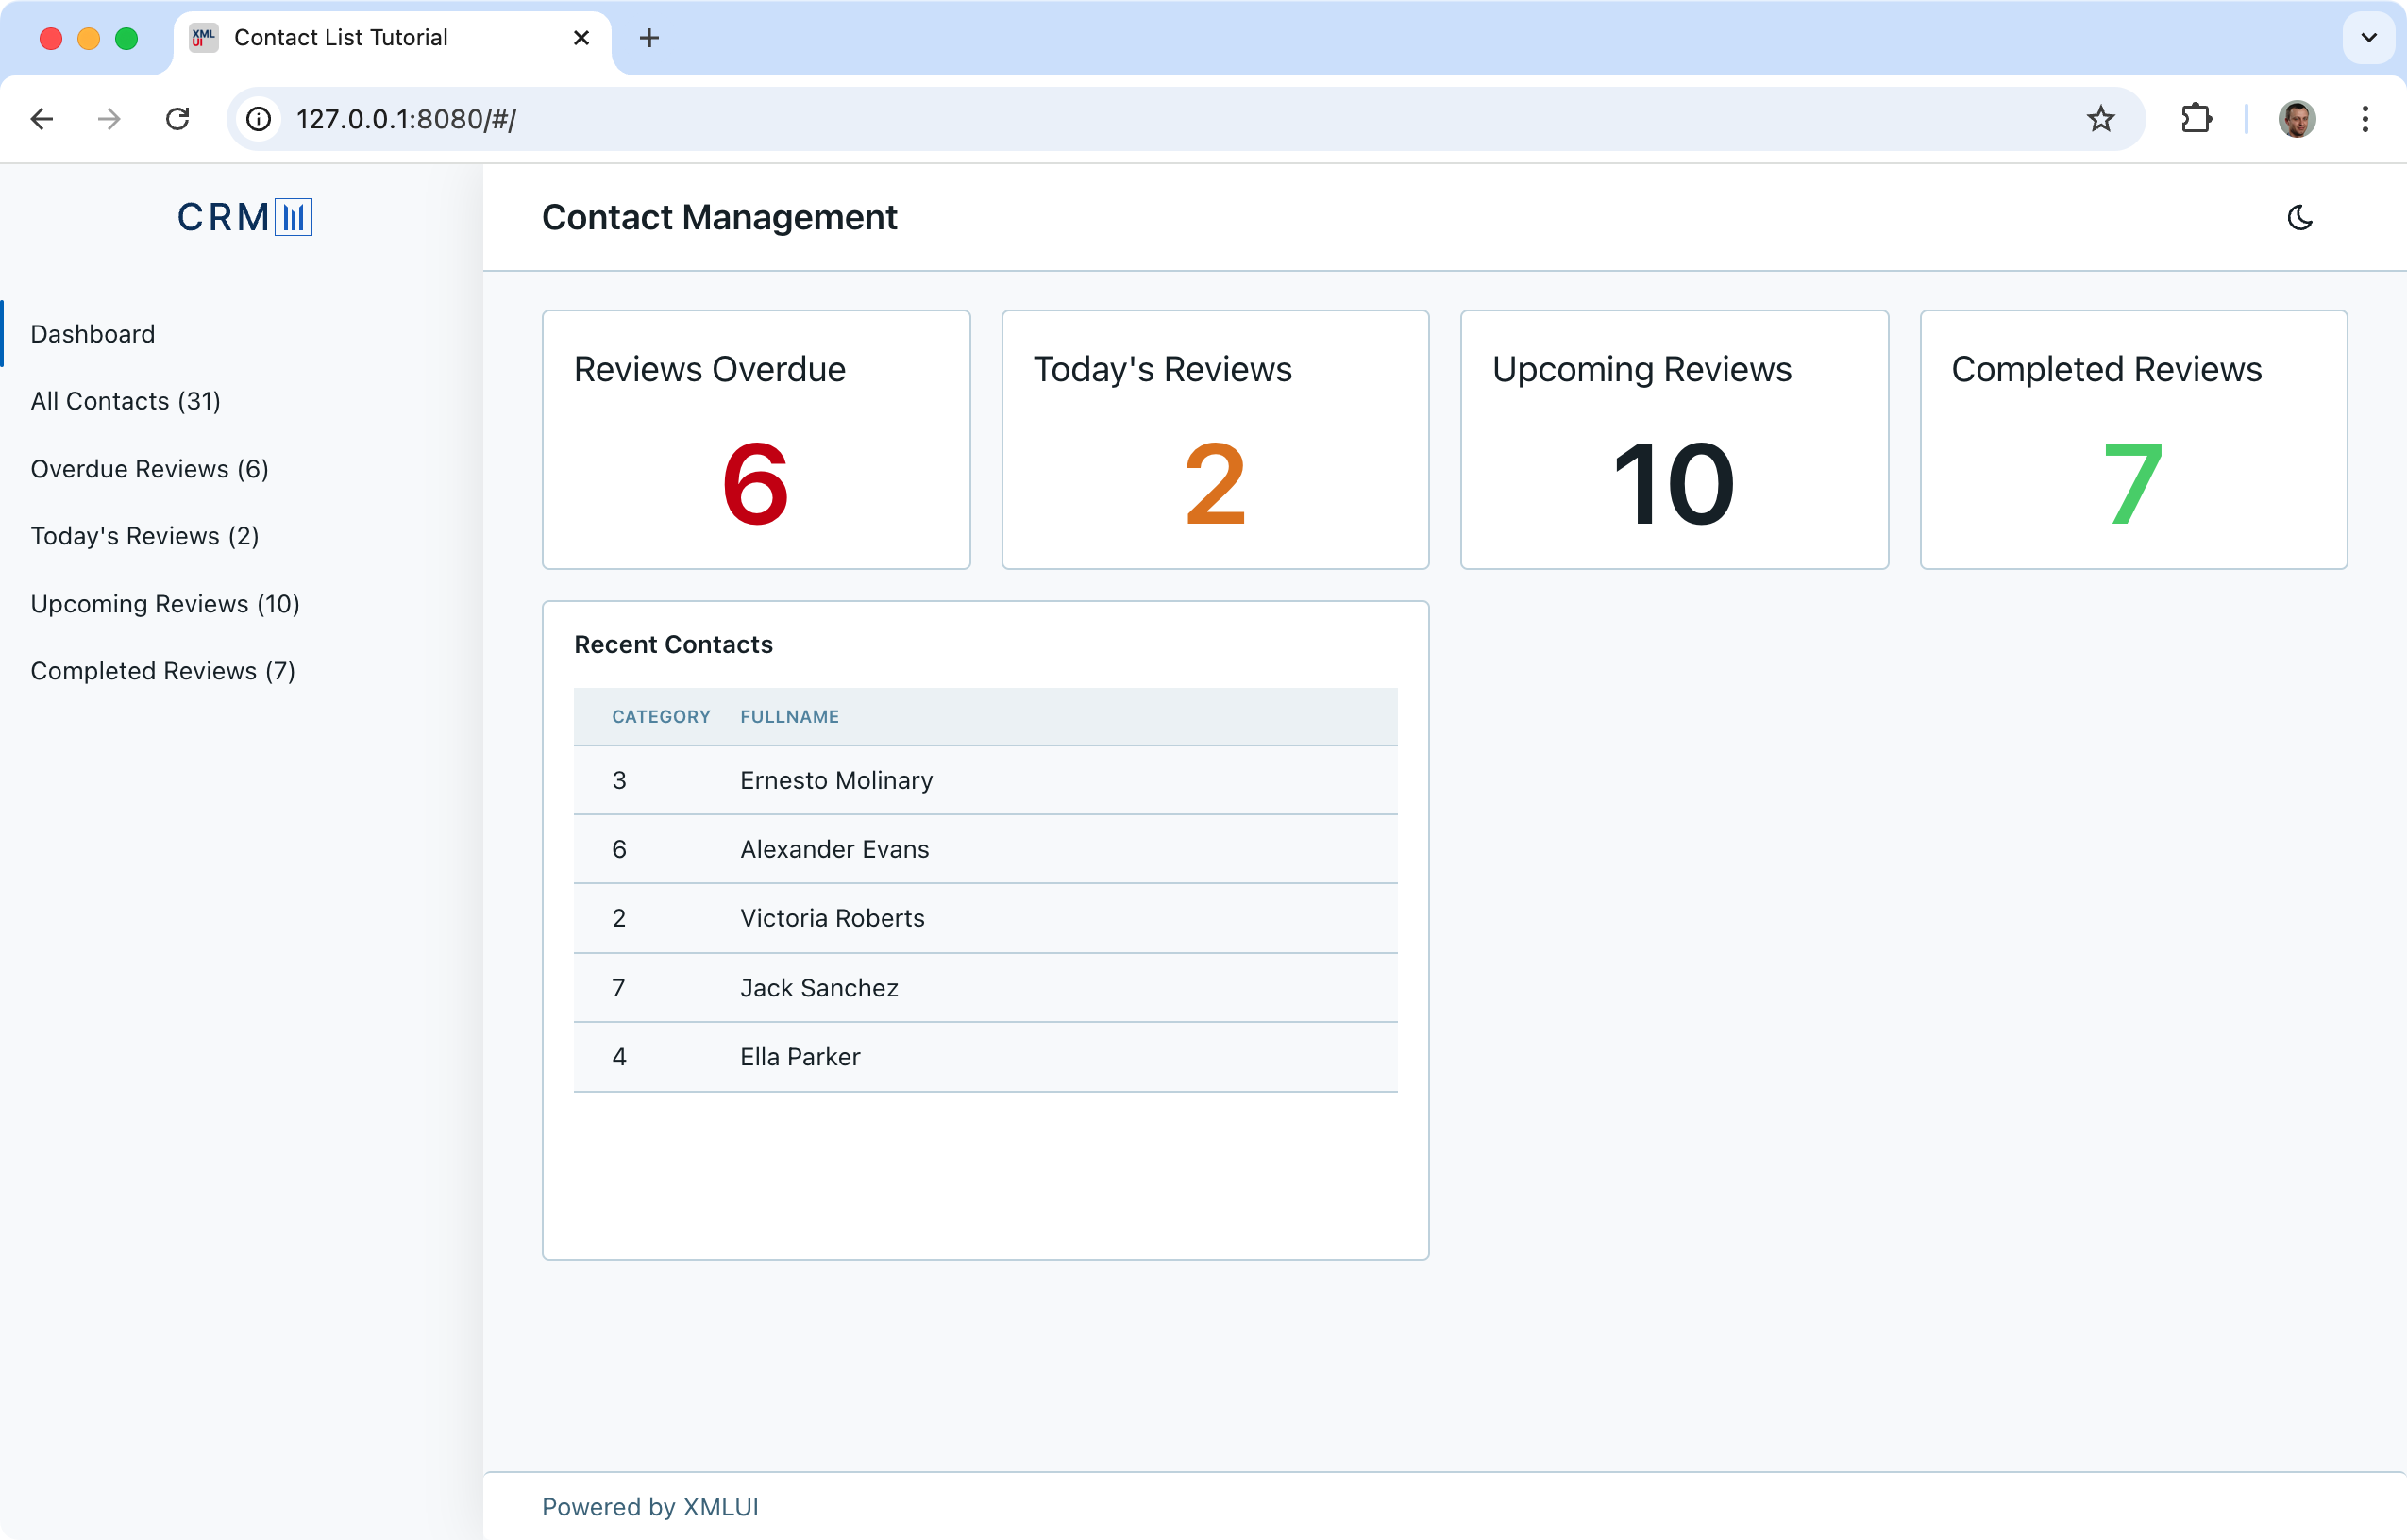 XML
UI
Contact List Tutorial
127.0.0.1:8080/#/
CRM
Contact Management
Dashboard
All Contacts (31)
Overdue Reviews (6)
Today's Reviews (2)
Upcoming Reviews (10)
Completed Reviews (7)
Reviews Overdue
6
Today's Reviews
2
Upcoming Reviews
10
Completed Reviews
7
Recent Contacts
CATEGORY FULLNAME
3 Ernesto Molinary
6 Alexander Evans
2 Victoria Roberts
7 Jack Sanchez
4 Ella Parker
Powered by XMLUI